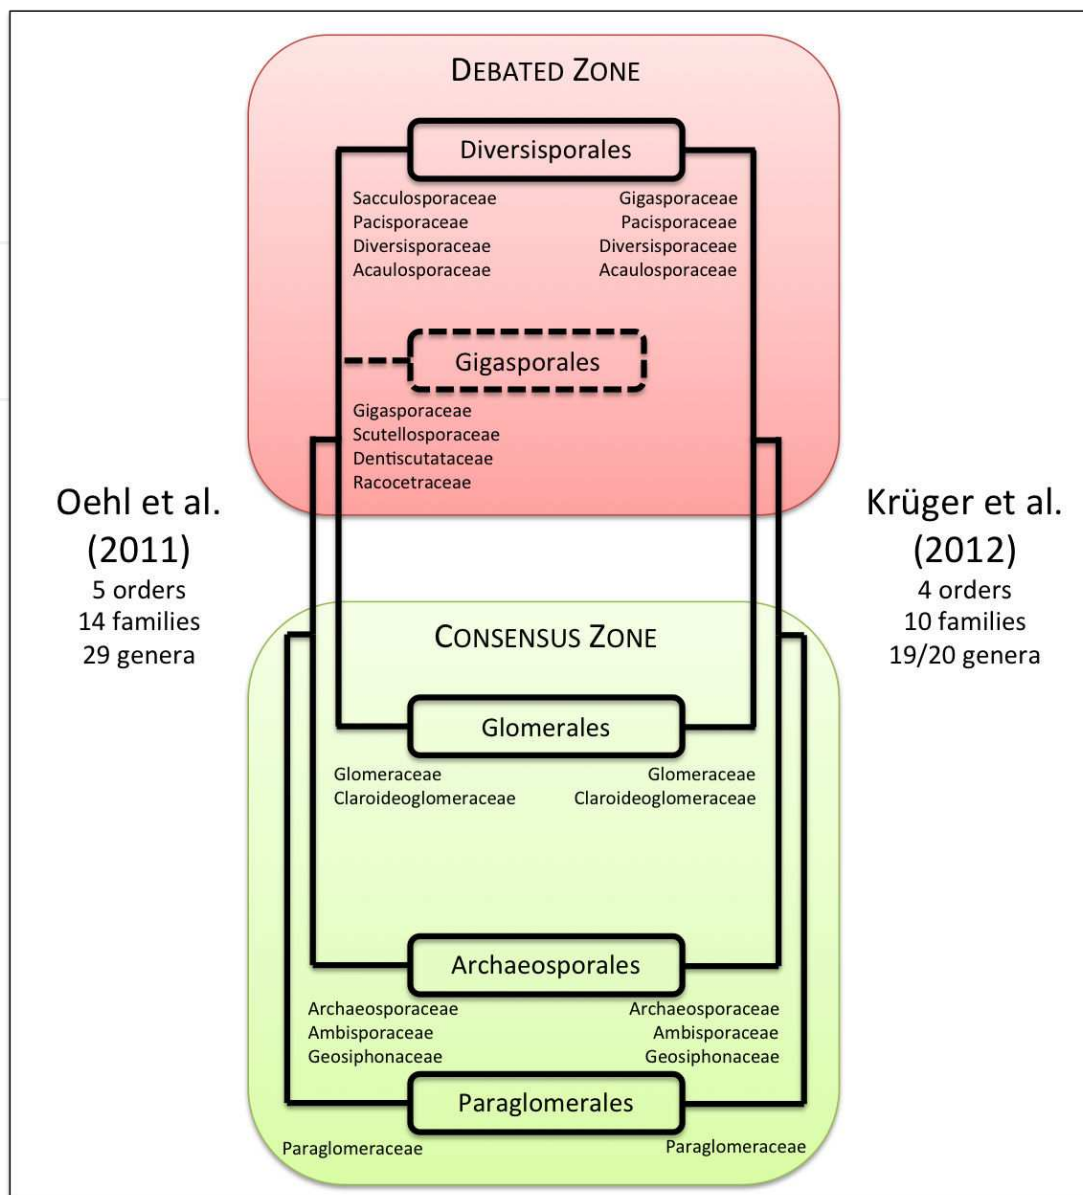 DEBATED ZONE
Diversisporales
Sacculosporaceae
Pacisporaceae
Diversisporaceae
Acaulosporaceae
Gigasporaceae
Pacisporaceae
Diversisporaceae
Acaulosporaceae
Gigasporales
Gigasporaceae
Scutellosporaceae
Dentiscutataceae
Racocetraceae
Oehl et al.
(2011)
5 orders
14 families
29 genera
Krüger et al.
(2012)
4 orders
10 families
19/20 genera
CONSENSUS ZONE
Glomerales
Glomeraceae
Claroideoglomeraceae
Glomeraceae
Claroideoglomeraceae
Archaeosporales
Archaeosporaceae
Ambisporaceae
Geosiphonaceae
Archaeosporaceae
Ambisporaceae
Geosiphonaceae
Paraglomerales
Paraglomeraceae
Paraglomeraceae